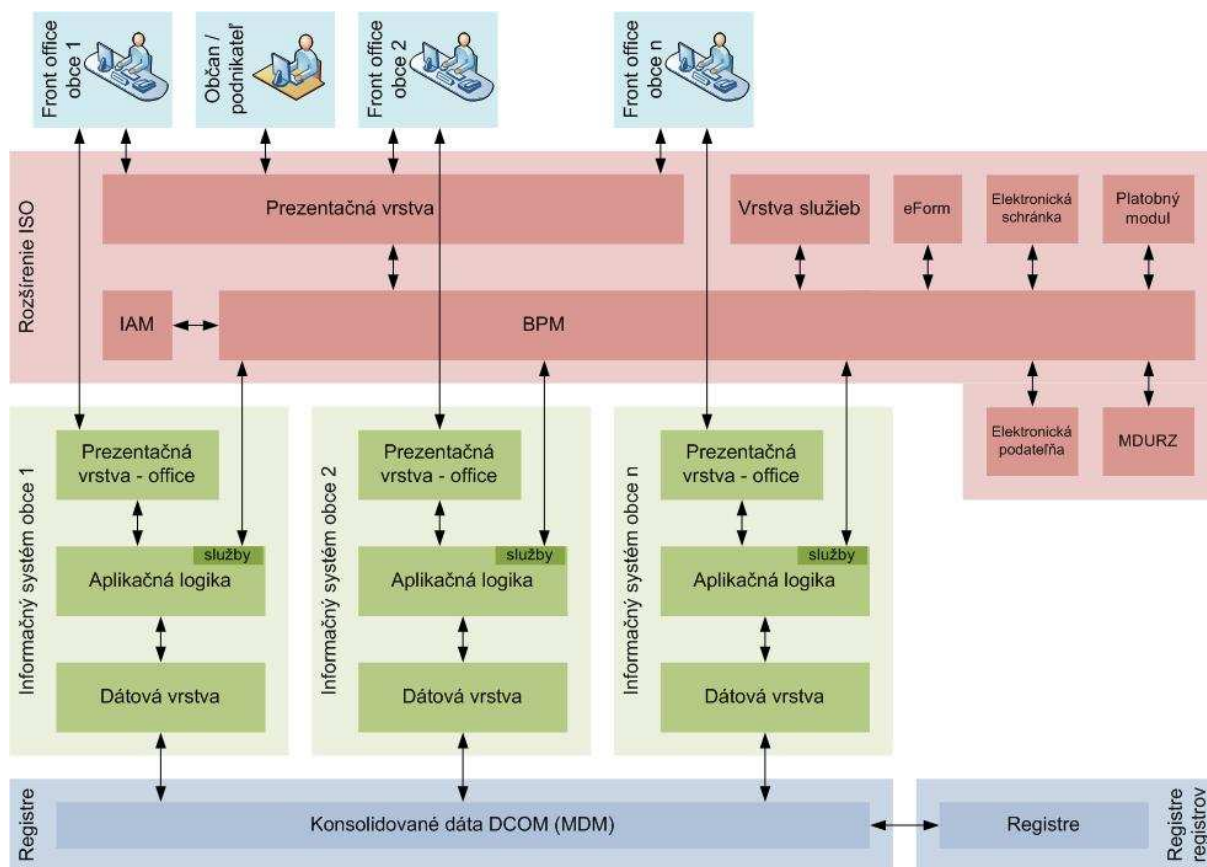 Front office
obce 1
Občan /
podnikateľ
Front office
obce 2
Front office
obce n
Rozšírenie ISO
Prezentačná vrstva
Vrstva služieb
eForm
Elektronická
schránka
Platobný
modul
IAM
BPM
Elektronická
podateľňa
MDURZ
Informačný systém obce 1
Prezentačná
vrstva - office
služby
Aplikačná logika
Dátová vrstva
Informačný systém obce 2
Prezentačná
vrstva - office
služby
Aplikačná logika
Dátová vrstva
Informačný systém obce n
Prezentačná
vrstva - office
služby
Aplikačná logika
Dátová vrstva
Registre
Konsolidované dáta DCOM (MDM)
Registre
Registre
registrov